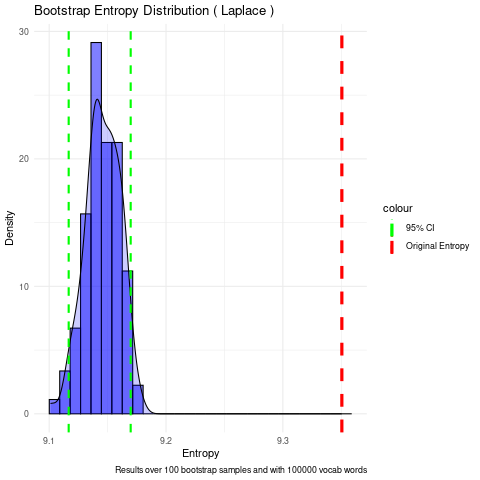 Bootstrap Entropy Distribution ( Laplace )
30
20
10
0
Density
9.1
9.2
9.3
Entropy
colour
95% CI
Original Entropy
Results over 100 bootstrap samples and with 100000 vocab words